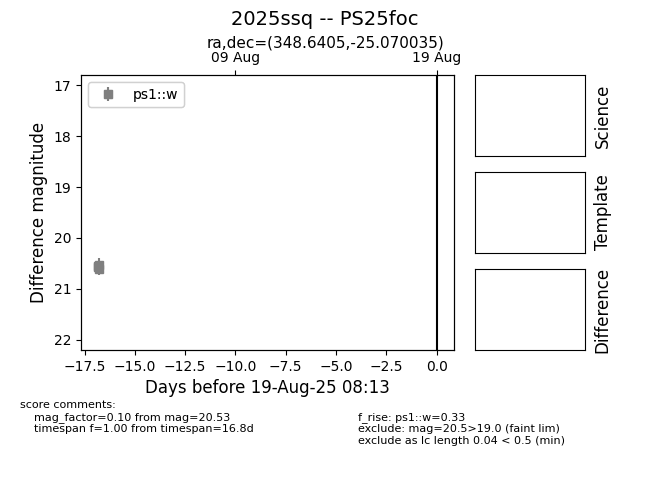 2025ssq -- PS25foc
ra,dec=(348.6405,-25.070035)
09 Aug
19 Aug
ps1::w
17
18
19
20
21
22
Difference magnitude
−17.5
−15.0
−12.5
−10.0
−7.5
−5.0
−2.5
0.0
Days before 19-Aug-25 08:13
Science
Template
Difference
score comments:
mag_factor=0.10 from mag=20.53
timespan f=1.00 from timespan=16.8d
f_rise: ps1::w=0.33
exclude: mag=20.5>19.0 (faint lim)
exclude as lc length 0.04 < 0.5 (min)